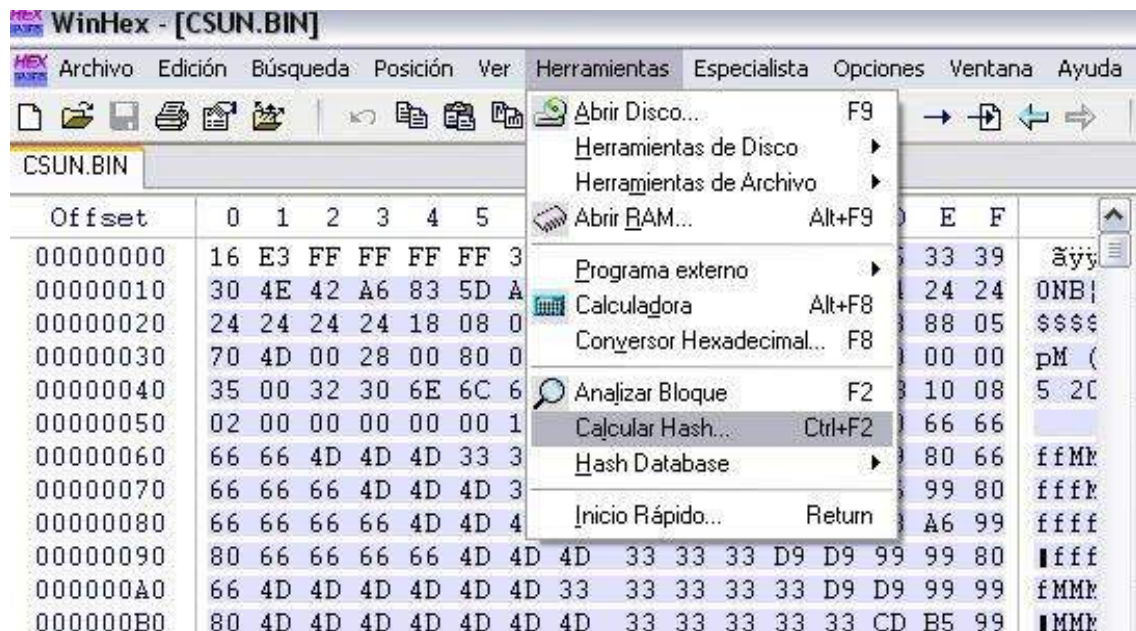 WinHex - [CSUN.BIN]
Archivo Edición Búsqueda Posición Ver Herramientas Especialista Opciones Ventana Ayuda
CSUN.BIN
Abrir Disco... F9
Herramientas de Disco
Herramientas de Archivo
Abrir RAM... Alt+F9
Programa externo
Calculadora Alt+F8
Conversor Hexadecimal... F8
Analizar Bloque F2
Calcular Hash... Ctrl+F2
Hash Database
Inicio Rápido... Return
Offset 0 1 2 3 4 5 E F
00000000 16 E3 FF FF FF FF 3 33 39 ãÿÿ
00000010 30 4E 42 A6 83 5D A 24 24 0NB¦
00000020 24 24 24 24 18 08 0 88 05 $$$$
00000030 70 4D 00 28 00 80 0 00 00 pM (
00000040 35 00 32 30 6E 6C 6 10 08 5 20
00000050 02 00 00 00 00 00 1 66 66
00000060 66 66 4D 4D 4D 33 3 80 66 ffMM
00000070 66 66 66 4D 4D 4D 3 99 80 fffM
00000080 66 66 66 66 4D 4D 4 A6 99 ffff
00000090 80 66 66 66 66 4D 4D 4D 33 33 33 D9 D9 99 99 80 fff
000000A0 66 4D 4D 4D 4D 4D 4D 33 33 33 33 33 D9 D9 99 99 fMMM
000000B0 80 4D 4D 4D 4D 4D 4D 4D 33 33 33 33 33 CD B5 99 MMM